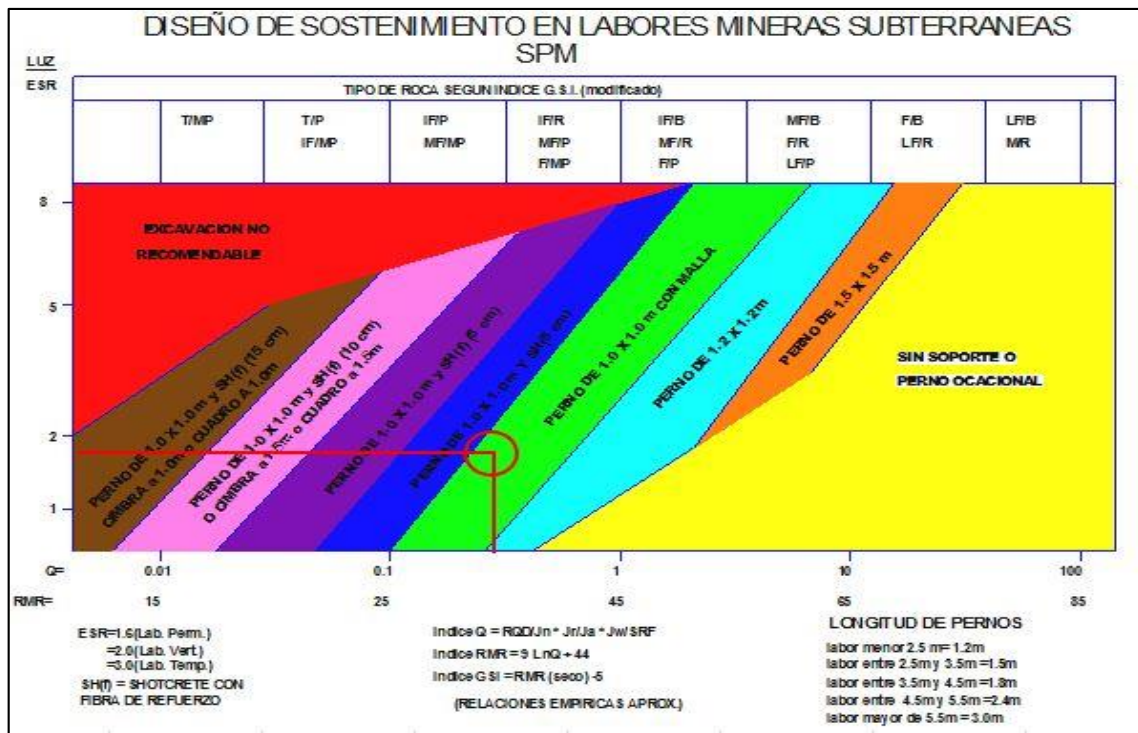 DISEÑO DE SOSTENIMIENTO EN LABORES MINERAS SUBTERRANEAS
SPM
LUZ
ESR
TIPO DE ROCA SEGUN INDICE G.S.I. (modificado)
T/MP
T/P
IF/MP
IF/P
MF/MP
IF/R
MF/P
F/MP
IF/B
MF/R
F/P
MF/B
F/R
LF/P
F/B
LF/R
LF/B
M/R
8
5
2
1
EXCAVACION NO
RECOMENDABLE
PERNO DE 1.0 X 1.0 m y SH(f) (15 cm)
CIMBRA a 1.0m o CUADRO A 1.0m
PERNO DE 1.0 X 1.0 m y SH(f) (10 cm)
O CIMBRA a 1.5m o CUADRO a 1.5m
PERNO DE 1.0 X 1.0 m y SH(f) (5 cm)
PERNO DE 1.0 X 1.0 m Y SH(5 cm)
PERNO DE 1.0 X 1.0 m CON MALLA
PERNO DE 1.2 X 1.2m
PERNO DE 1.5 X 1.5 m
SIN SOPORTE O
PERNO OCACIONAL
Q= 0.01 0.1 1 10 100
RMR= 15 25 45 65 85
ESR=1.6(Lab. Perm.)
=2.0(Lab. Vert.)
=3.0(Lab. Temp.)
SH(f) = SHOTCRETE CON
FIBRA DE REFUERZO
Indice Q = RQD/Jn * Jr/Ja * Jw/SRF
Indice RMR = 9 LnQ + 44
Indice GSI = RMR (seco) -5
(RELACIONES EMPIRICAS APROX.)
LONGITUD DE PERNOS
labor menor 2.5 m= 1.2m
labor entre 2.5m y 3.5m =1.5m
labor entre 3.5m y 4.5m =1.8m
labor entre 4.5m y 5.5m =2.4m
labor mayor de 5.5m = 3.0m